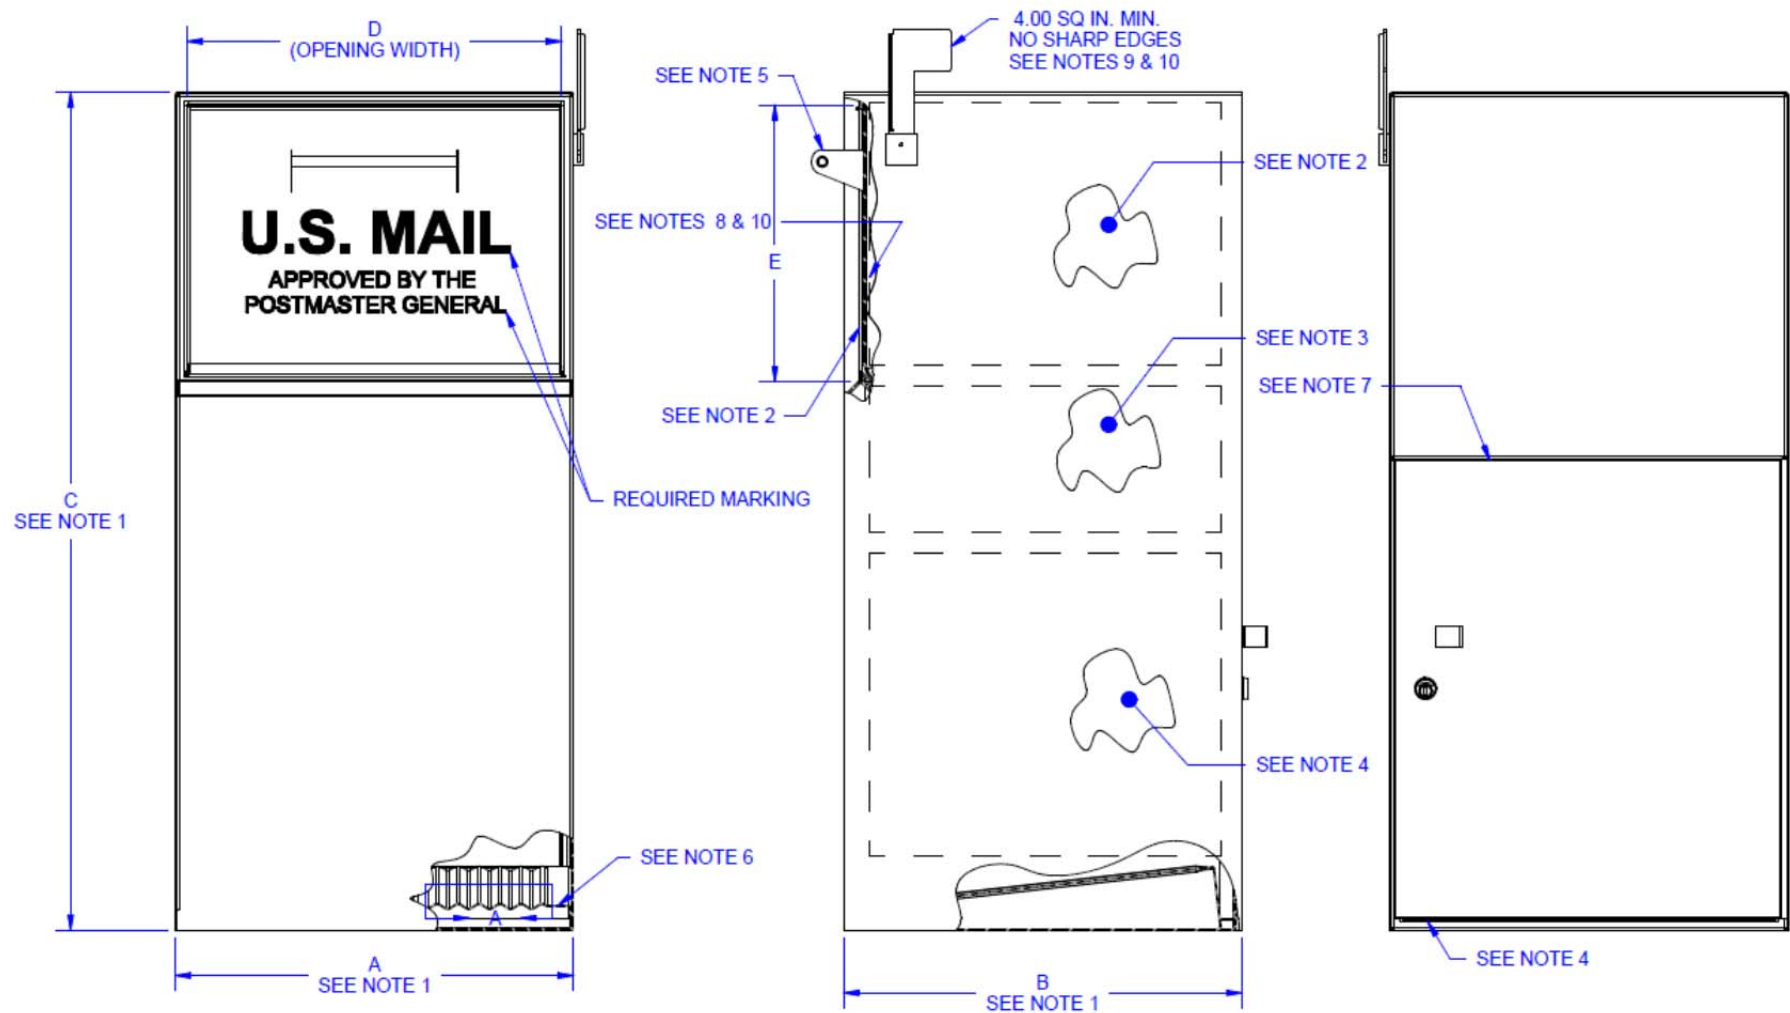 D
(OPENING WIDTH)
C
SEE NOTE 1
U.S. MAIL
APPROVED BY THE
POSTMASTER GENERAL
REQUIRED MARKING
SEE NOTE 6
A
A
SEE NOTE 1
4.00 SQ IN. MIN.
NO SHARP EDGES
SEE NOTES 9 & 10
SEE NOTE 5
SEE NOTES 8 & 10
E
SEE NOTE 2
SEE NOTE 2
SEE NOTE 3
SEE NOTE 7
SEE NOTE 4
B
SEE NOTE 1
SEE NOTE 4